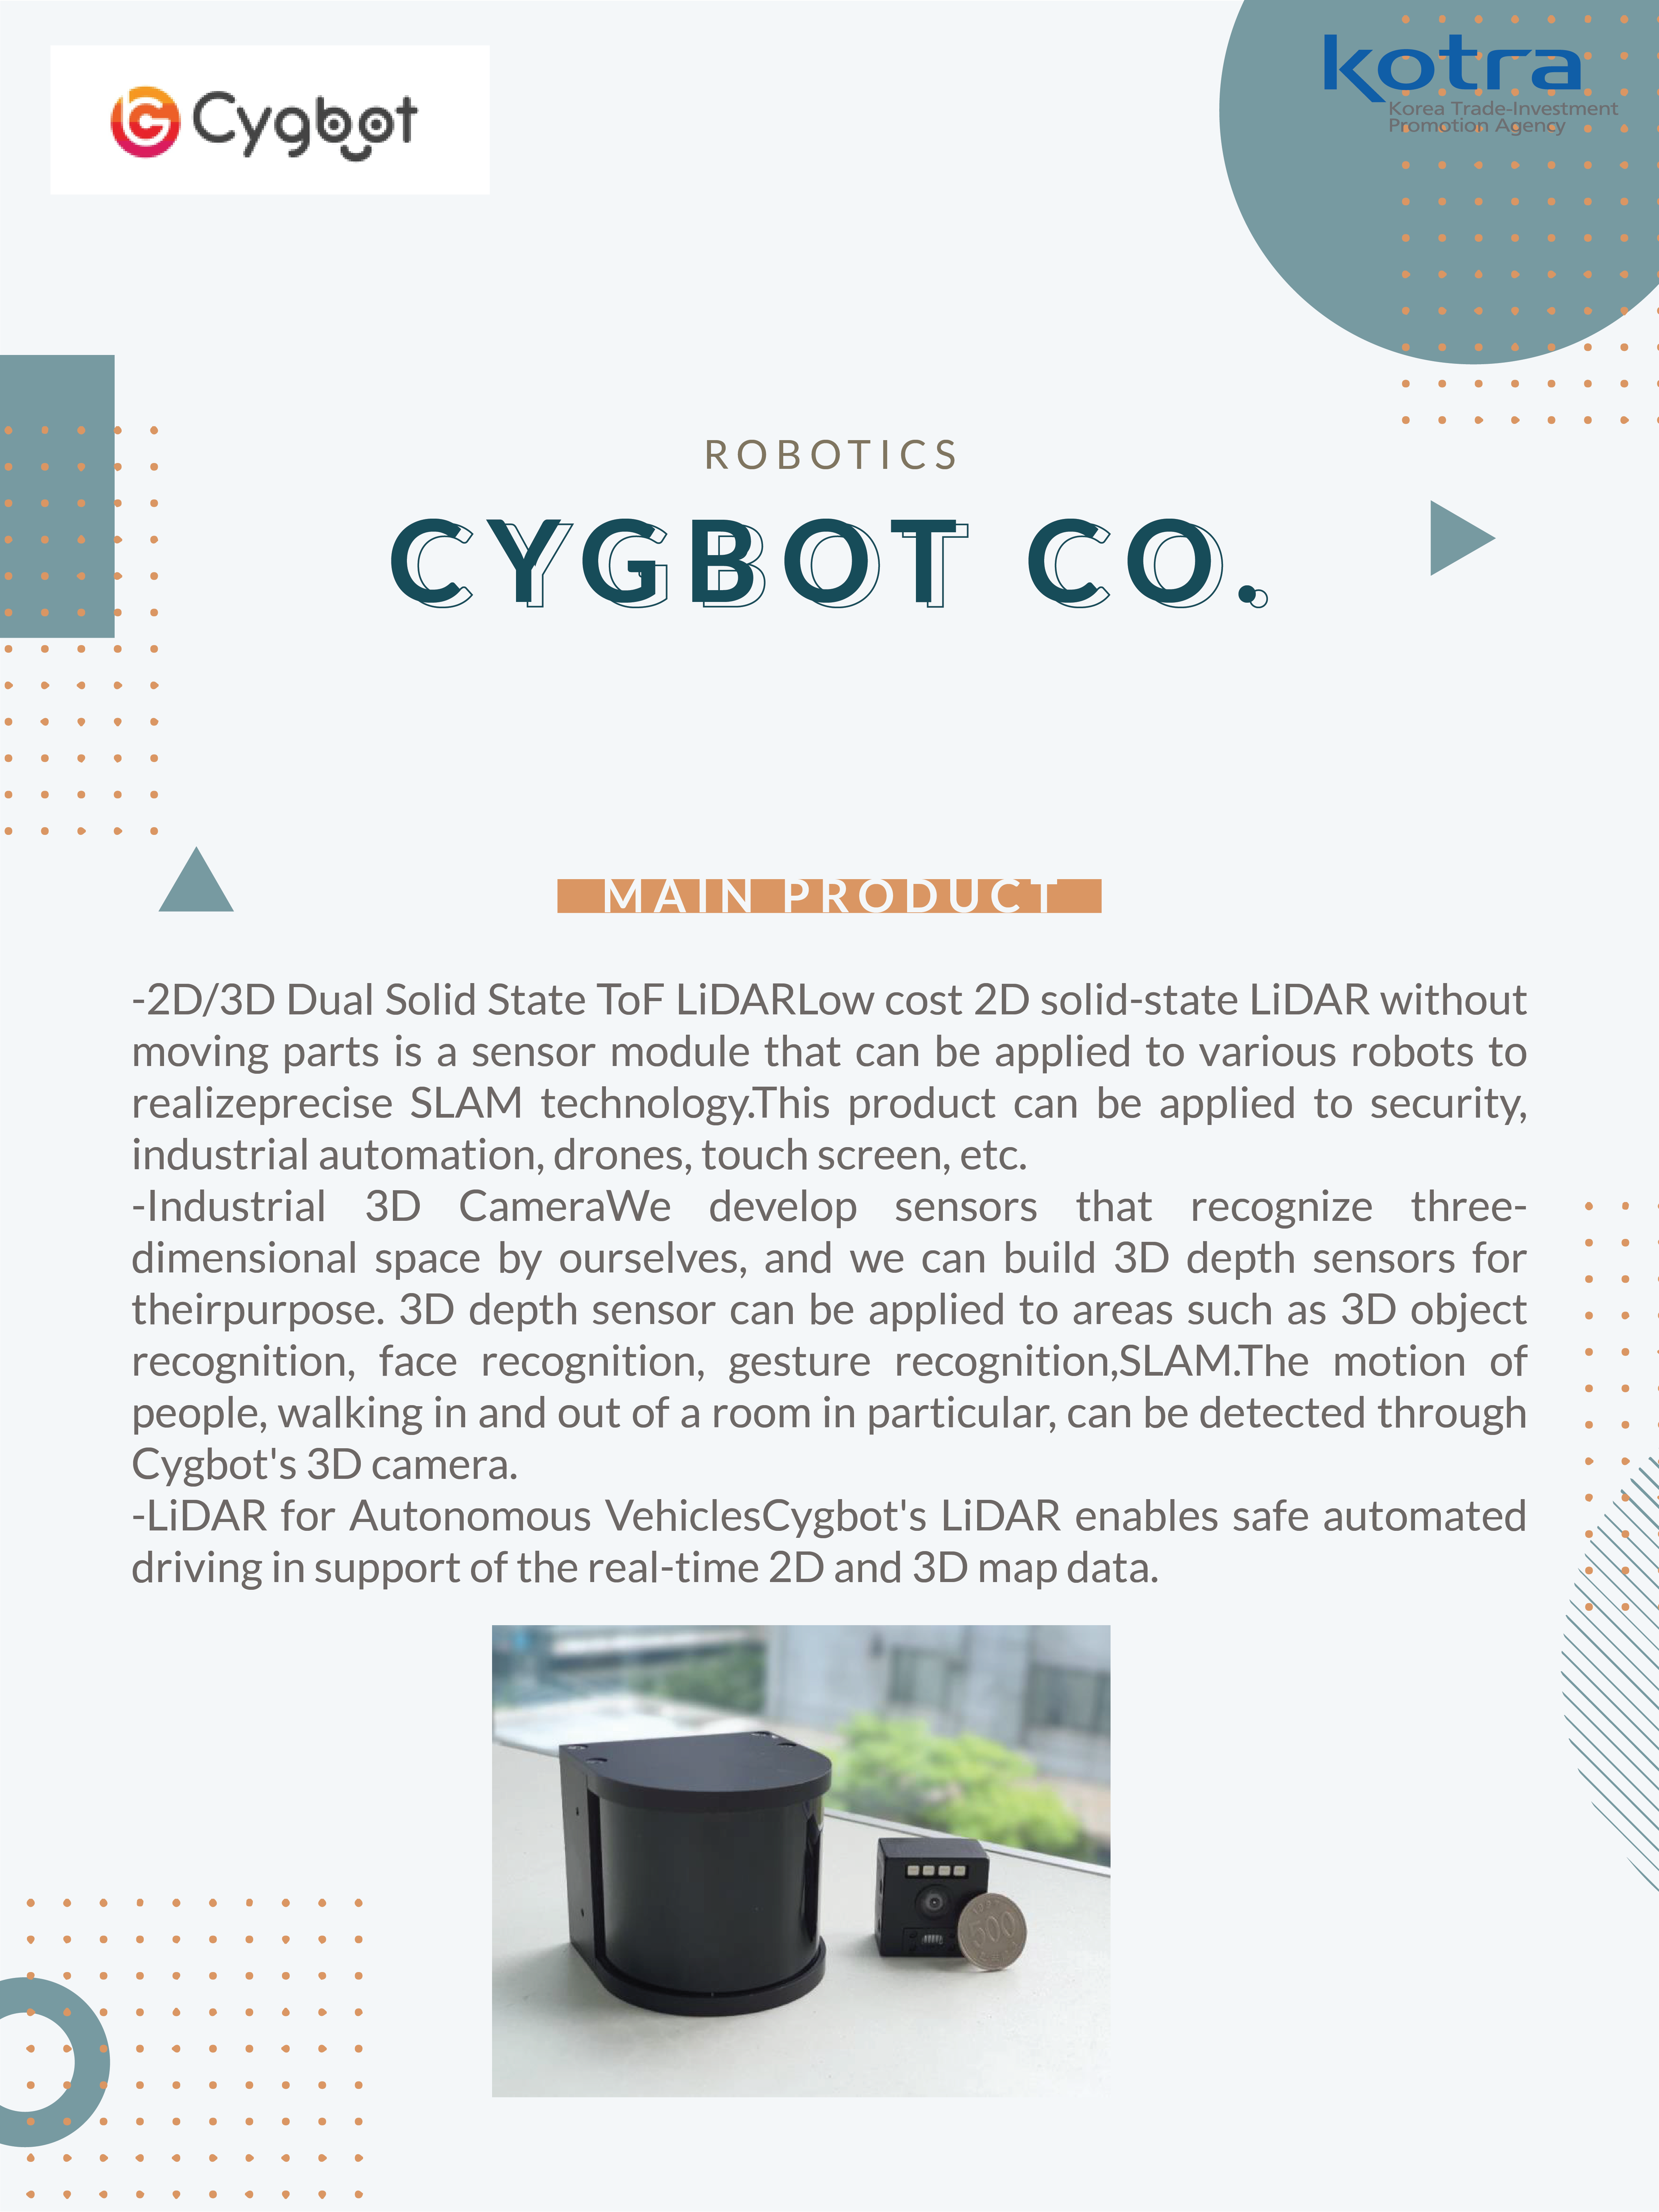 Cygbot
kotra
Korea Trade-Investment
Promotion Agency
ROBOTICS
CYGBOT CO.
MAIN PRODUCT
-2D/3D Dual Solid State ToF LiDARLow cost 2D solid-state LiDAR without
moving parts is a sensor module that can be applied to various robots to
realizeprecise SLAM technology.This product can be applied to security,
industrial automation, drones, touch screen, etc.
-Industrial 3D CameraWe develop sensors that recognize three-
dimensional space by ourselves, and we can build 3D depth sensors for
theirpurpose. 3D depth sensor can be applied to areas such as 3D object
recognition, face recognition, gesture recognition,SLAM.The motion of
people, walking in and out of a room in particular, can be detected through
Cygbot's 3D camera.
-LiDAR for Autonomous VehiclesCygbot's LiDAR enables safe automated
driving in support of the real-time 2D and 3D map data.
500